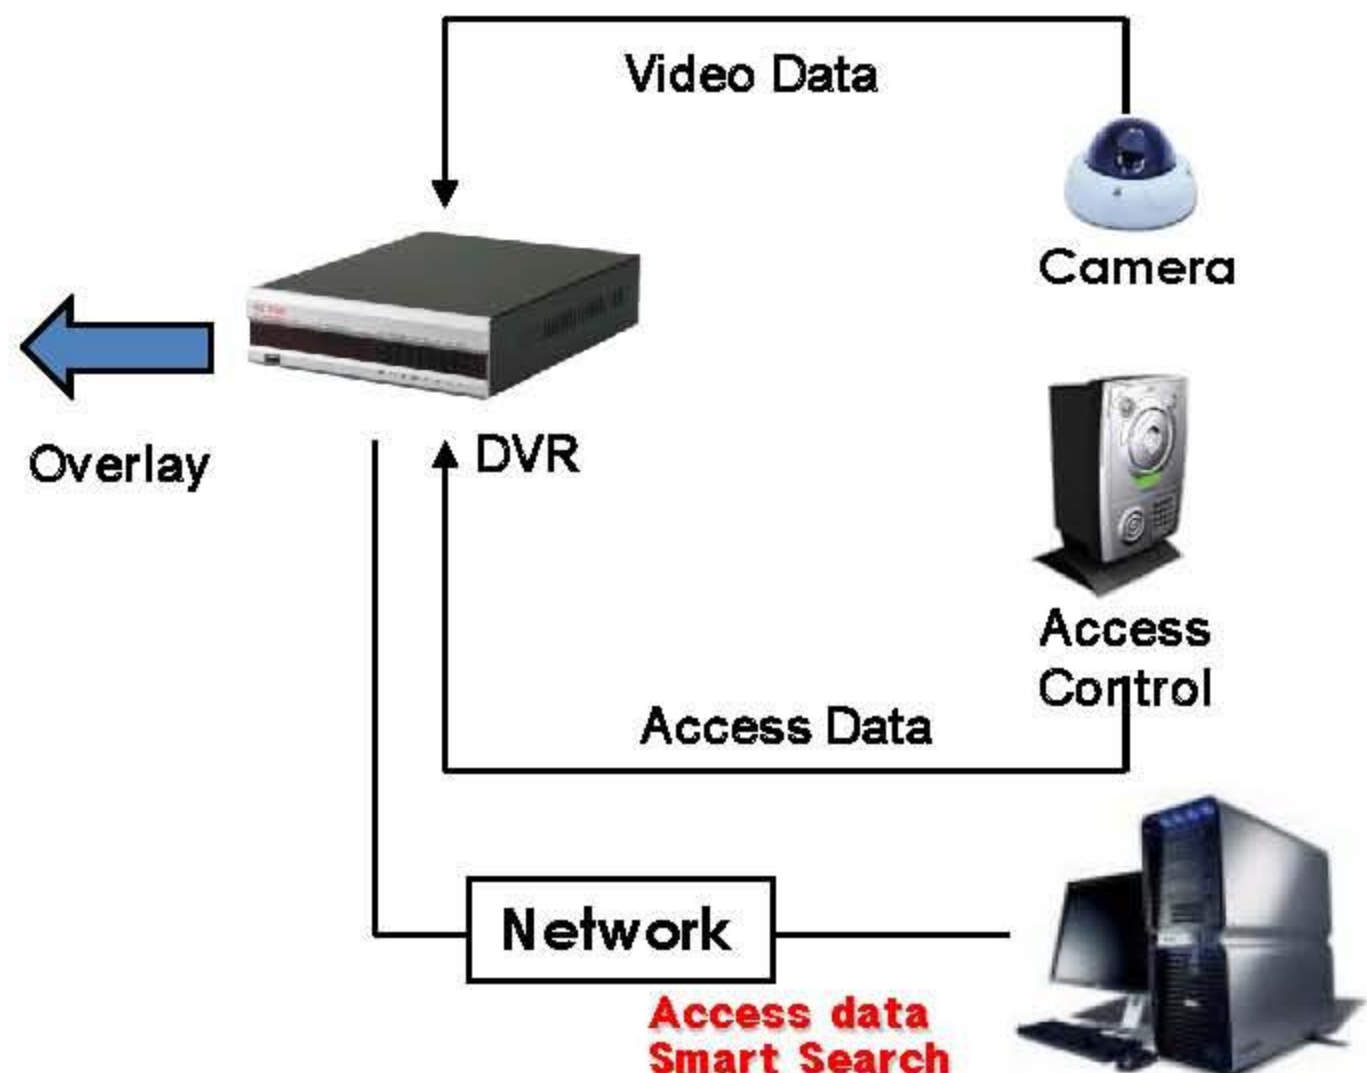 Video Data
Camera
Overlay
DVR
Access
Control
Access Data
Network
Access data
Smart Search